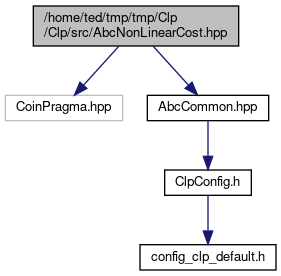 /home/ted/tmp/tmp/Clp
/Clp/src/AbcNonLinearCost.hpp
CoinPragma.hpp
AbcCommon.hpp
ClpConfig.h
config_clp_default.h